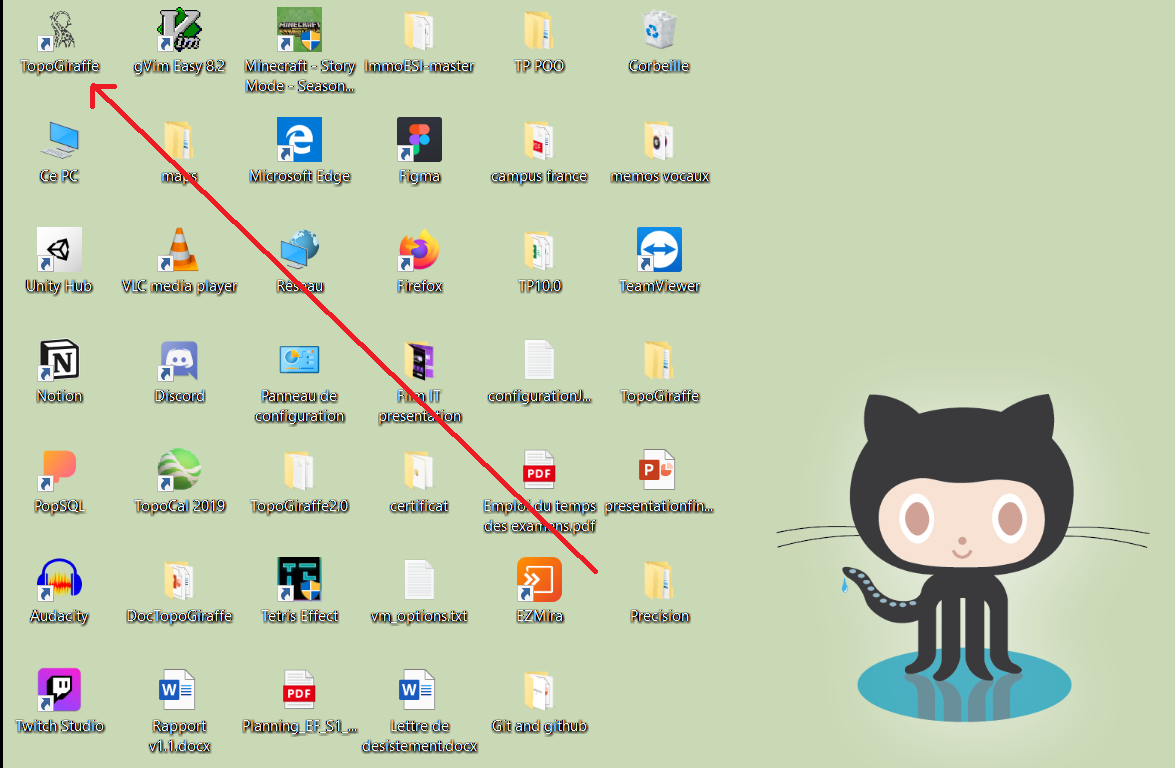 TopoGiraffe
gVim Easy 8.2
Minecraft - Story
Mode - Season...
ImmoESI-master
TP POO
Corbeille
Ce PC
maps
Microsoft Edge
Figma
campus france
memos vocaux
Unity Hub
VLC media player
Réseau
Firefox
TP10.0
TeamViewer
Notion
Discord
Panneau de
configuration
IT
presentation
configurationJ...
TopoGiraffe
PopSQL
TopoCal 2019
TopoGiraffe2.0
certificat
Emploi du temps
des examens.pdf
presentationfin...
Audacity
DocTopoGiraffe
Tetris Effect
vm_options.txt
EZMira
Precision
Twitch Studio
Rapport
v1.1.docx
Planning_EF_S1_...
Lettre de
desistement.docx
Git and github